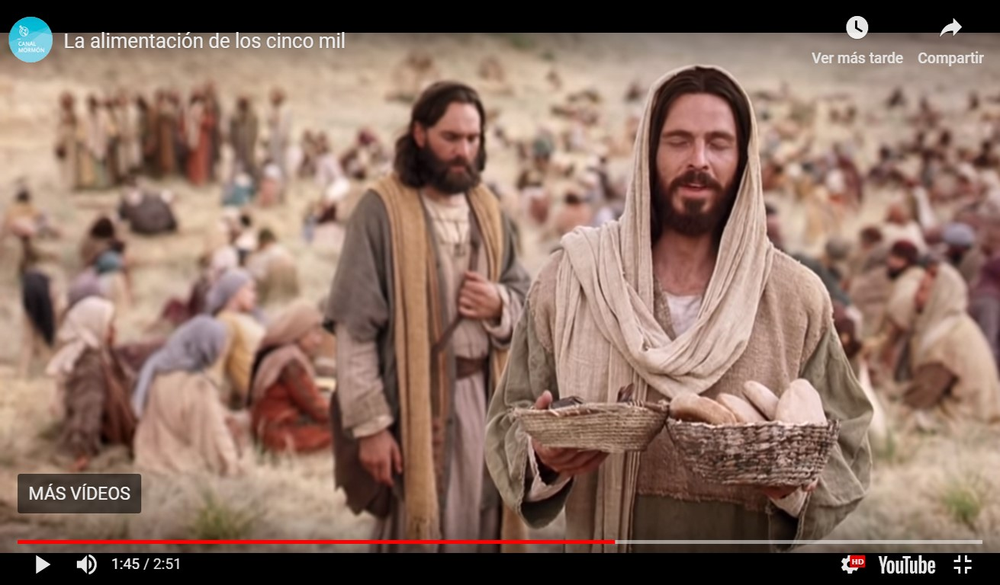 CANAL
MORMÓN
La alimentación de los cinco mil
Ver más tarde
Compartir
MÁS VÍDEOS
1:45 / 2:51
HD
YouTube